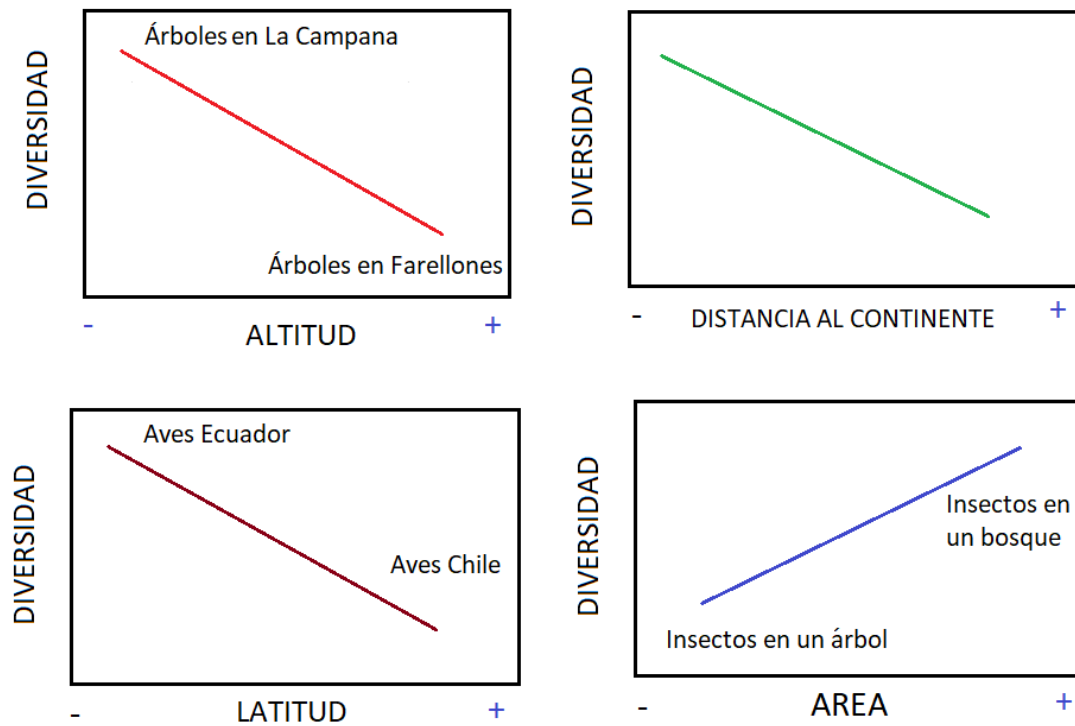 Árboles en La Campana
DIVERSIDAD
Árboles en Farellones
- ALTITUD +
DIVERSIDAD
- DISTANCIA AL CONTINENTE +
Aves Ecuador
DIVERSIDAD
Aves Chile
- LATITUD +
DIVERSIDAD
Insectos en
un bosque
Insectos en un árbol
- AREA +